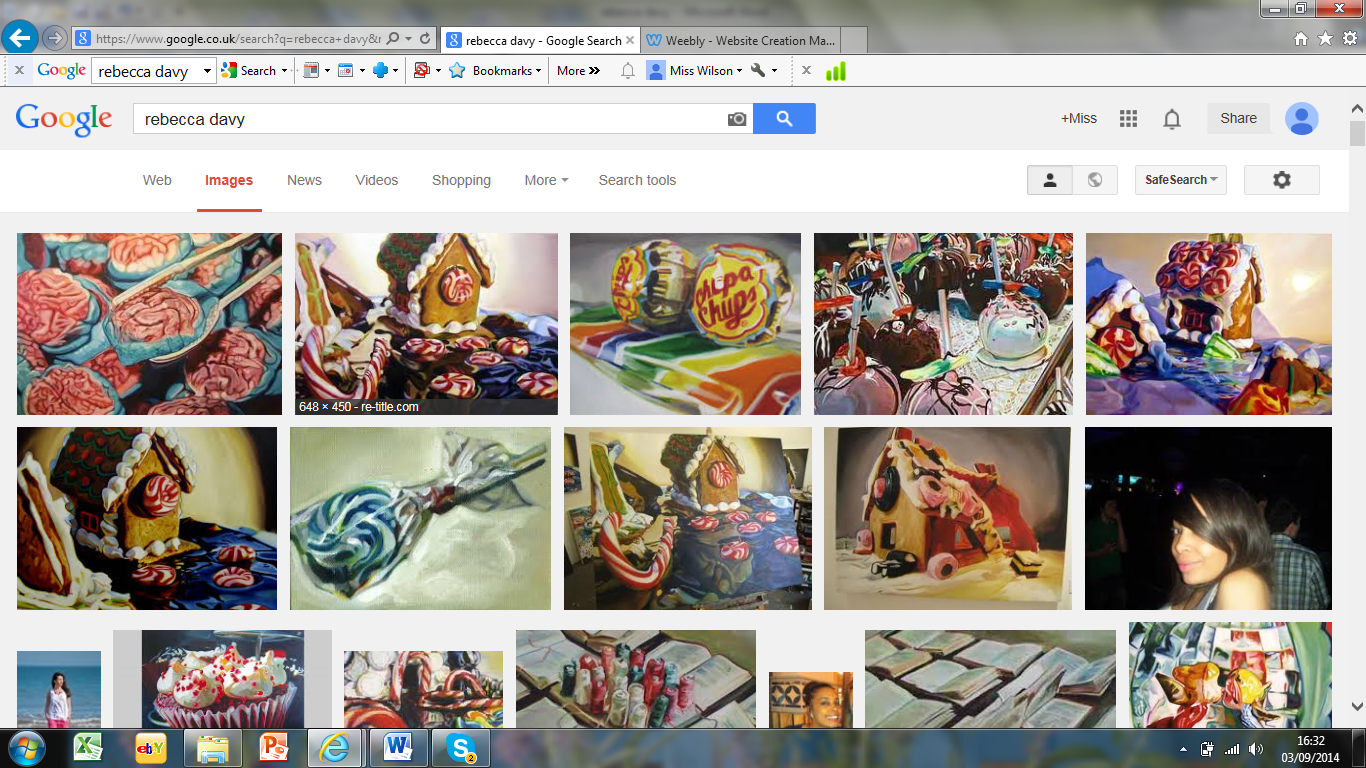 https://www.google.co.uk/search?q=rebecca+davy&r
rebecca davy - Google Search
Weebly - Website Creation Ma...
Google
rebecca davy
Search
Bookmarks
More »
Miss Wilson
Google
rebecca davy
+Miss
Share
Web
Images
News
Videos
Shopping
More
Search tools
SafeSearch
Chupa Chups
648 × 450 - re-title.com
16:32
03/09/2014
2